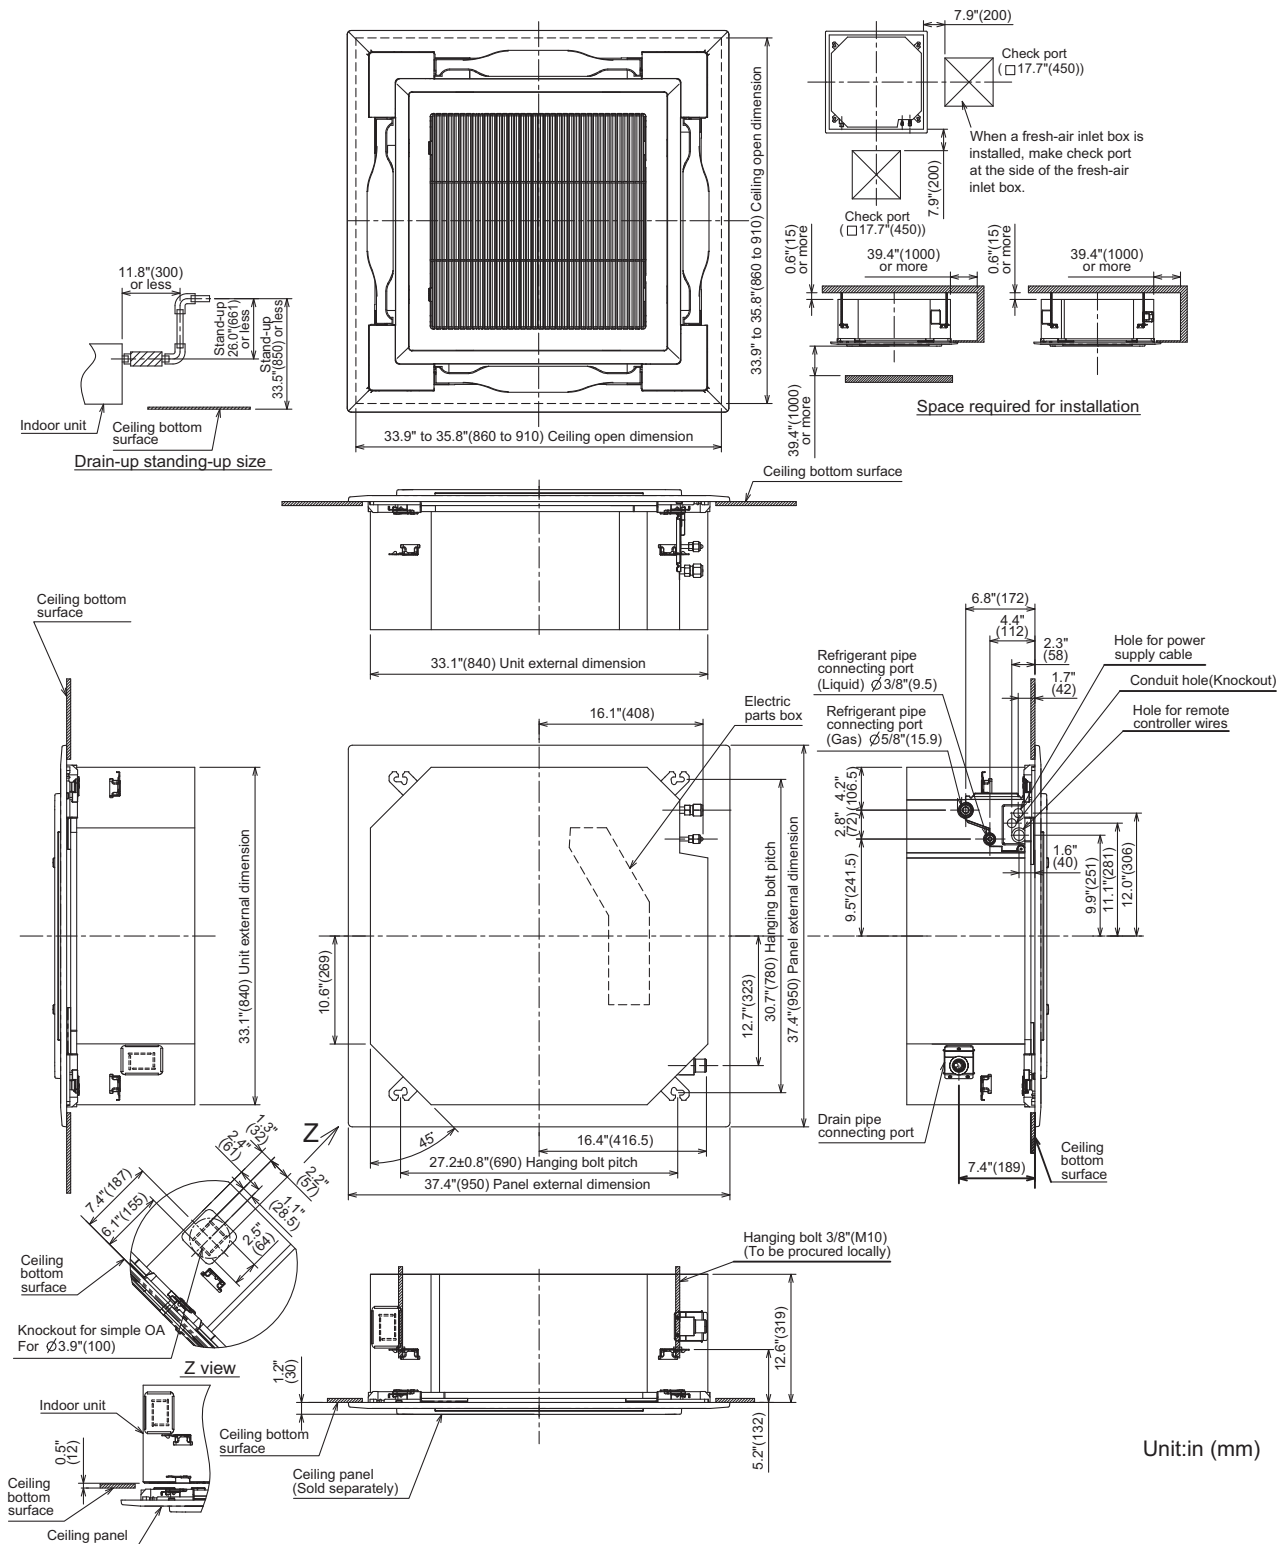 7.9"(200)
Check port
( □17.7"(450))
When a fresh-air inlet box is
installed, make check port
at the side of the fresh-air
inlet box.
7.9"(200)
Check port
( □17.7"(450))
33.9" to 35.8"(860 to 910) Ceiling open dimension
33.9" to 35.8"(860 to 910) Ceiling open dimension
11.8"(300)
or less
Stand-up
26.0"(661)
or less
Stand-up
33.5"(850) or less
Indoor unit
Ceiling bottom
surface
Drain-up standing-up size
0.6"(15)
or more
39.4"(1000)
or more
0.6"(15)
or more
39.4"(1000)
or more
39.4"(1000)
or more
Space required for installation
Ceiling bottom surface
33.1"(840) Unit external dimension
Ceiling bottom
surface
33.1"(840) Unit external dimension
16.1"(408)
Electric
parts box
10.6"(269)
12.7"(323)
30.7"(780) Hanging bolt pitch
37.4"(950) Panel external dimension
45°
16.4"(416.5)
27.2±0.8"(690) Hanging bolt pitch
37.4"(950) Panel external dimension
Z
6.8"(172)
4.4"
(112)
2.3"
(58)
1.7"
(42)
Hole for power
supply cable
Conduit hole(Knockout)
Hole for remote
controller wires
Refrigerant pipe
connecting port
(Liquid) Ø3/8"(9.5)
Refrigerant pipe
connecting port
(Gas) Ø5/8"(15.9)
4.2"
(106.5)
2.8"
(72)
9.5"(241.5)
1.6"
(40)
9.9"(251)
11.1"(281)
12.0"(306)
Drain pipe
connecting port
7.4"(189)
Ceiling
bottom
surface
1.3"
(32)
2.4"
(61)
2.2"
(57)
1.1"
(28.5)
2.5"
(64)
7.4"(187)
6.1"(155)
Ceiling
bottom
surface
Knockout for simple OA
For Ø3.9"(100)
Z view
Hanging bolt 3/8"(M10)
(To be procured locally)
12.6"(319)
1.2"
(30)
5.2"(132)
Ceiling bottom
surface
Ceiling panel
(Sold separately)
Indoor unit
0.5"
(12)
Ceiling
bottom
surface
Ceiling panel
Unit:in (mm)